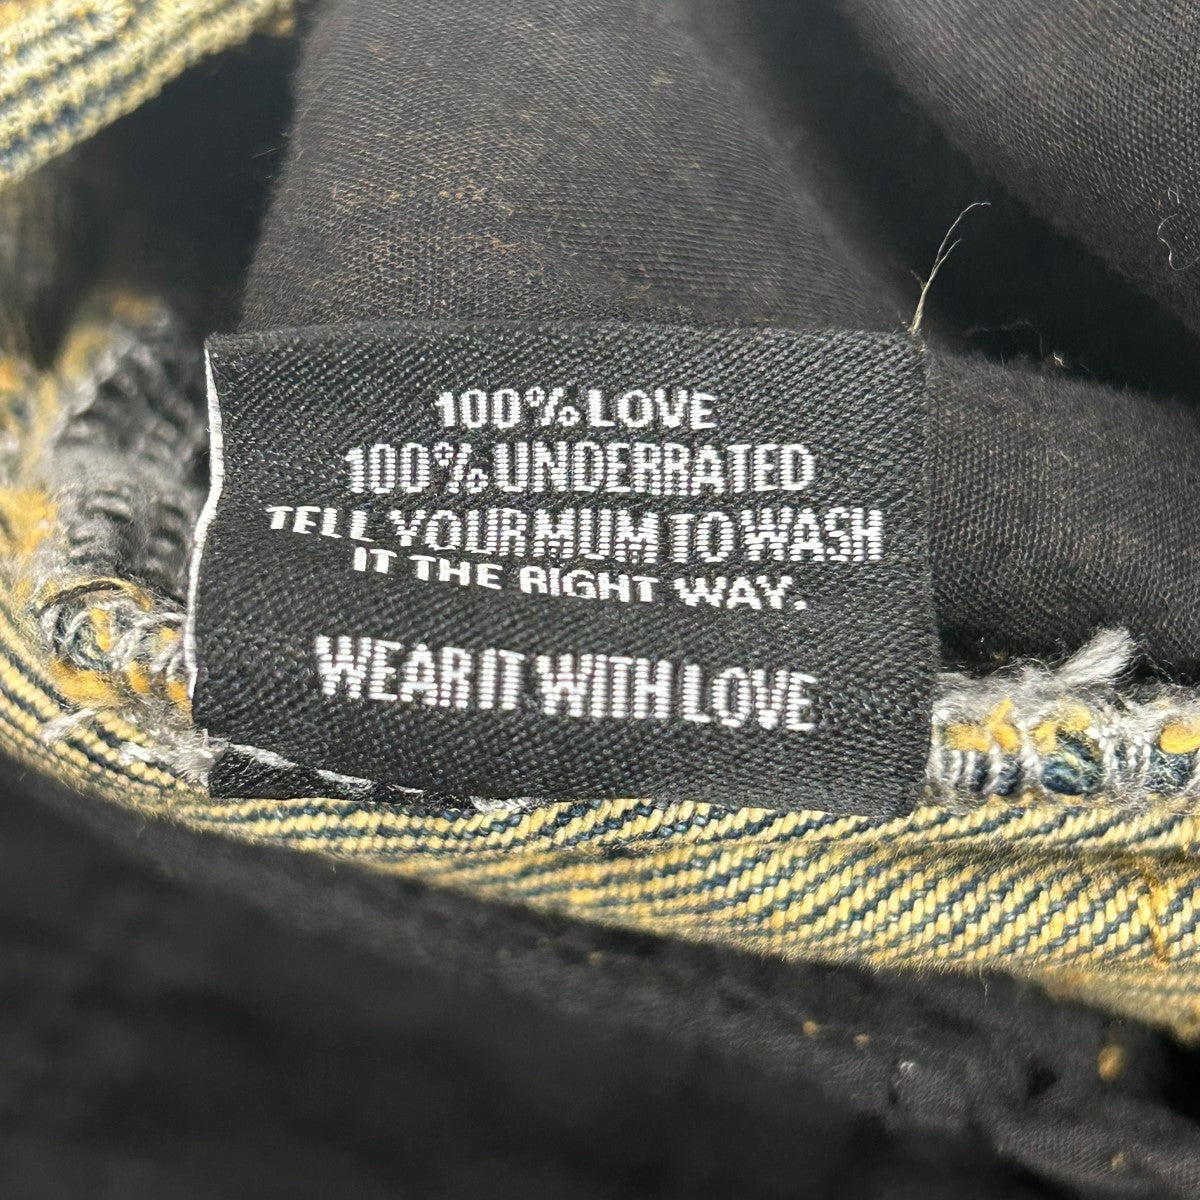 100% LOVE
100% UNDERRATED
TELL YOUR MUM TO WASH
IT THE RIGHT WAY.
WEAR IT WITH LOVE